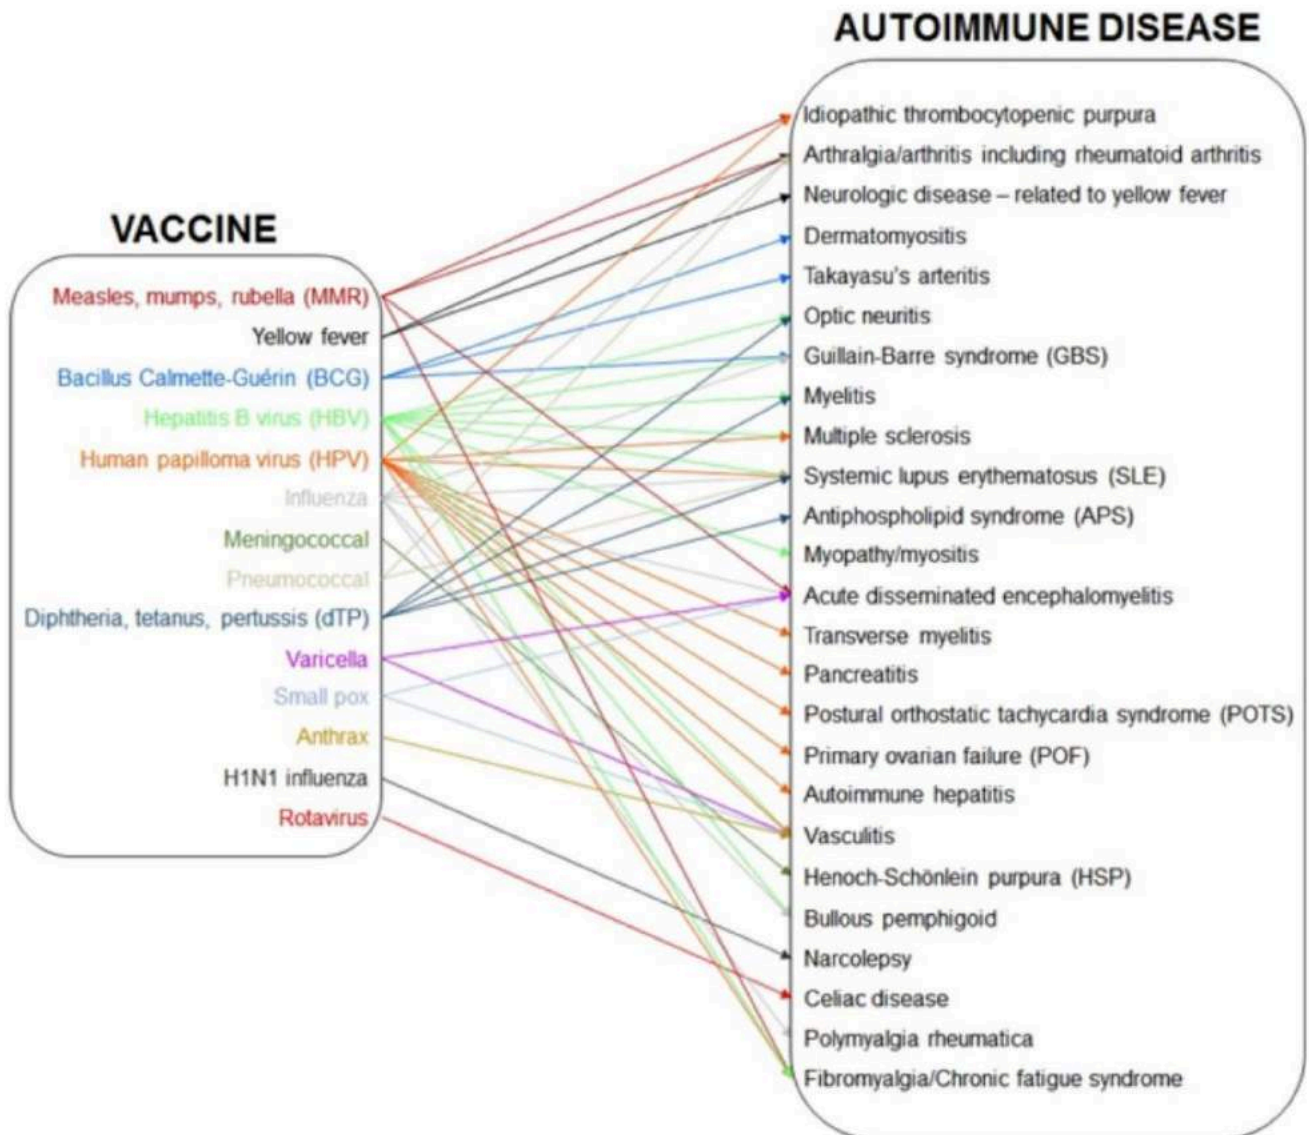 AUTOIMMUNE DISEASE
Idiopathic thrombocytopenic purpura
Arthralgia/arthritis including rheumatoid arthritis
Neurologic disease – related to yellow fever
Dermatomyositis
Takayasu's arteritis
Optic neuritis
Guillain-Barre syndrome (GBS)
Myelitis
Multiple sclerosis
Systemic lupus erythematosus (SLE)
Antiphospholipid syndrome (APS)
Myopathy/myositis
Acute disseminated encephalomyelitis
Transverse myelitis
Pancreatitis
Postural orthostatic tachycardia syndrome (POTS)
Primary ovarian failure (POF)
Autoimmune hepatitis
Vasculitis
Henoch-Schönlein purpura (HSP)
Bullous pemphigoid
Narcolepsy
Celiac disease
Polymyalgia rheumatica
Fibromyalgia/Chronic fatigue syndrome
VACCINE
Measles, mumps, rubella (MMR)
Yellow fever
Bacillus Calmette-Guérin (BCG)
Hepatitis B virus (HBV)
Human papilloma virus (HPV)
Influenza
Meningococcal
Pneumococcal
Diphtheria, tetanus, pertussis (dTP)
Varicella
Small pox
Anthrax
H1N1 influenza
Rotavirus